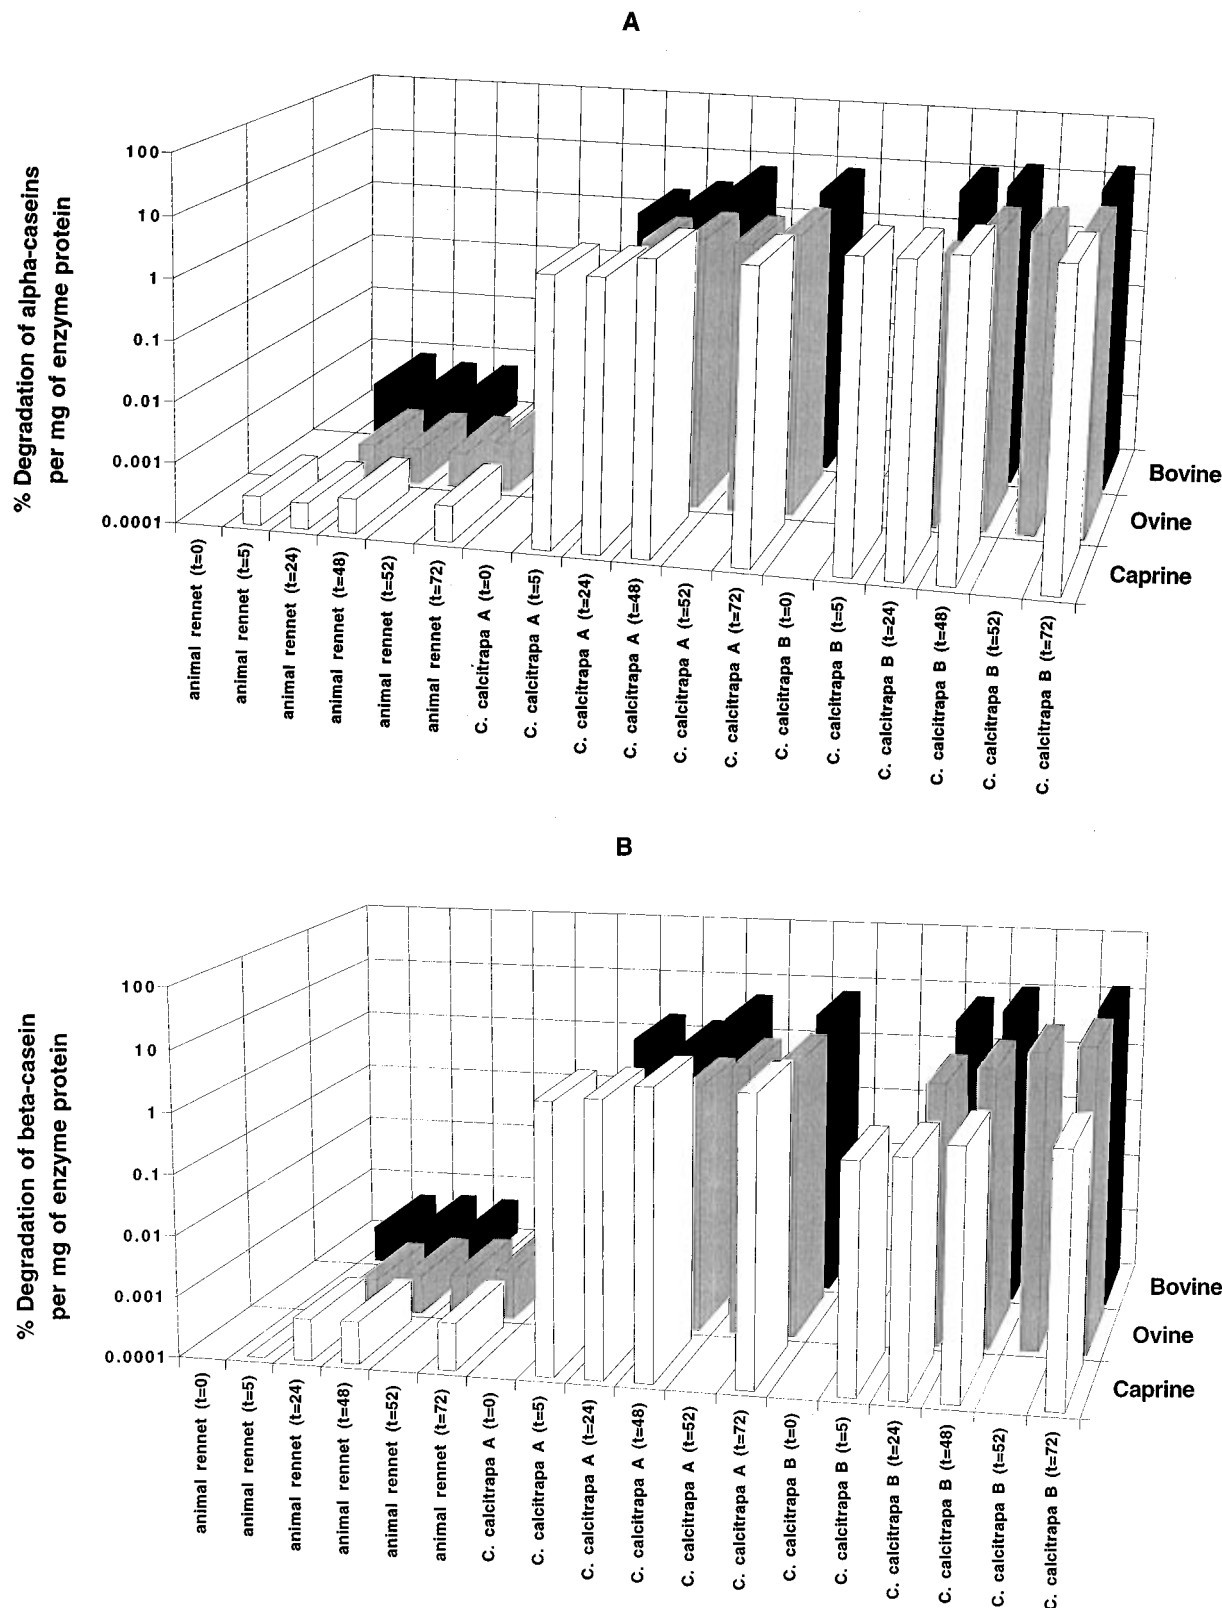 A
% Degradation of alpha-caseins
per mg of enzyme protein
100
10
1
0.1
0.01
0.001
0.0001
Bovine
Ovine
Caprine
animal rennet (t=0)
animal rennet (t=5)
animal rennet (t=24)
animal rennet (t=48)
animal rennet (t=52)
animal rennet (t=72)
C. calcitrapa A (t=0)
C. calcitrapa A (t=5)
C. calcitrapa A (t=24)
C. calcitrapa A (t=48)
C. calcitrapa A (t=52)
C. calcitrapa A (t=72)
C. calcitrapa B (t=0)
C. calcitrapa B (t=5)
C. calcitrapa B (t=24)
C. calcitrapa B (t=48)
C. calcitrapa B (t=52)
C. calcitrapa B (t=72)
B
% Degradation of beta-casein
per mg of enzyme protein
100
10
1
0.1
0.01
0.001
0.0001
Bovine
Ovine
Caprine
animal rennet (t=0)
animal rennet (t=5)
animal rennet (t=24)
animal rennet (t=48)
animal rennet (t=52)
animal rennet (t=72)
C. calcitrapa A (t=0)
C. calcitrapa A (t=5)
C. calcitrapa A (t=24)
C. calcitrapa A (t=48)
C. calcitrapa A (t=52)
C. calcitrapa A (t=72)
C. calcitrapa B (t=0)
C. calcitrapa B (t=5)
C. calcitrapa B (t=24)
C. calcitrapa B (t=48)
C. calcitrapa B (t=52)
C. calcitrapa B (t=72)